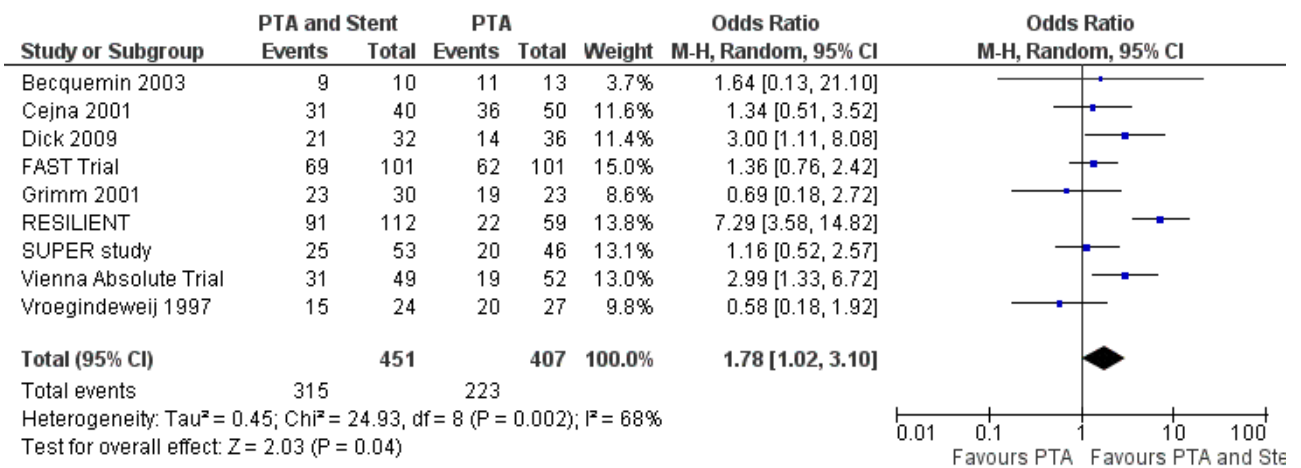 PTA and Stent PTA Odds Ratio Odds Ratio
Study or Subgroup Events Total Events Total Weight M-H, Random, 95% CI M-H, Random, 95% CI
Becquemin 2003 9 10 11 13 3.7% 1.64 [0.13, 21.10]
Cejna 2001 31 40 36 50 11.6% 1.34 [0.51, 3.52]
Dick 2009 21 32 14 36 11.4% 3.00 [1.11, 8.08]
FAST Trial 69 101 62 101 15.0% 1.36 [0.76, 2.42]
Grimm 2001 23 30 19 23 8.6% 0.69 [0.18, 2.72]
RESILIENT 91 112 22 59 13.8% 7.29 [3.58, 14.82]
SUPER study 25 53 20 46 13.1% 1.16 [0.52, 2.57]
Vienna Absolute Trial 31 49 19 52 13.0% 2.99 [1.33, 6.72]
Vroegindeweij 1997 15 24 20 27 9.8% 0.58 [0.18, 1.92]
Total (95% CI) 451 407 100.0% 1.78 [1.02, 3.10]
Total events 315 223
Heterogeneity: Tau² = 0.45; Chi² = 24.93, df = 8 (P = 0.002); I² = 68%
Test for overall effect: Z = 2.03 (P = 0.04)
0.01 0.1 1 10 100
Favours PTA Favours PTA and Ste